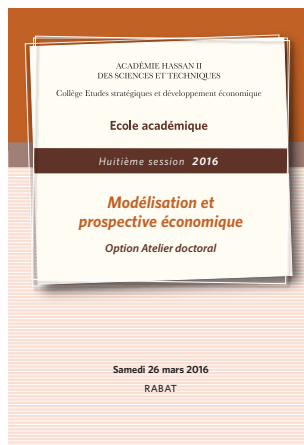 ACADÉMIE HASSAN II
DES SCIENCES ET TECHNIQUES
Collège Etudes stratégiques et développement économique
Ecole académique
Huitième session 2016
Modélisation et
prospective économique
Option Atelier doctoral
Samedi 26 mars 2016
RABAT